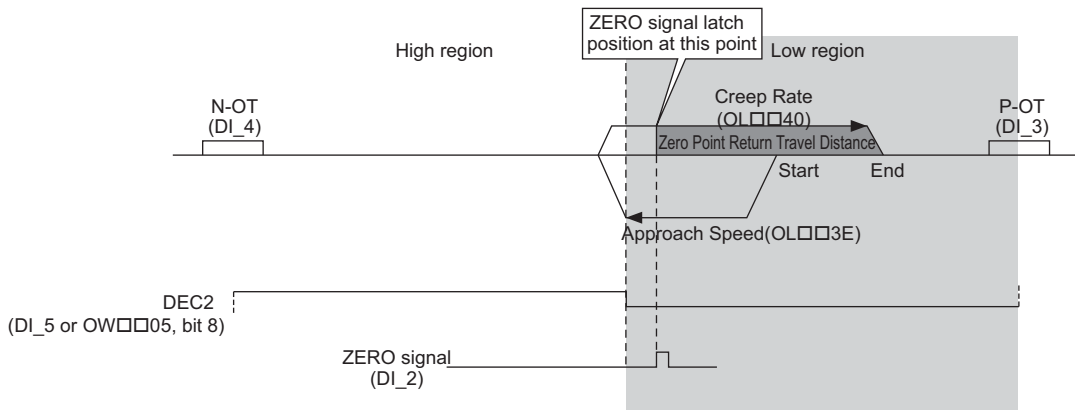 ZERO signal latch
position at this point
High region
Low region
N-OT
(DI_4)
Creep Rate
(OL□□40)
P-OT
(DI_3)
Zero Point Return Travel Distance
Start
End
Approach Speed(OL□□3E)
DEC2
(DI_5 or OW□□05, bit 8)
ZERO signal
(DI_2)